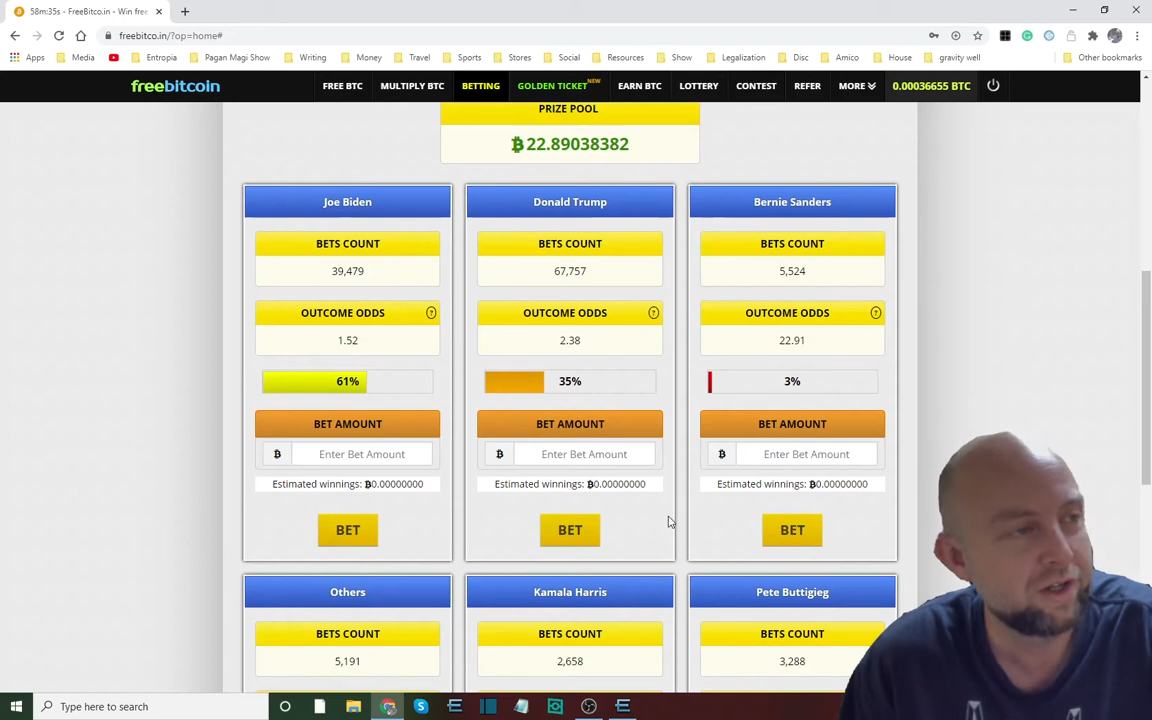 58m:35s - FreeBitco.in - Win free
freebitco.in/?op=home#
Apps Media Entropia Pagan Magi Show Writing Money Travel Sports Stores Social Resources Show Legalization Disc Amico House gravity well Other bookmarks
freebitcoin FREE BTC MULTIPLY BTC BETTING GOLDEN TICKET NEW EARN BTC LOTTERY CONTEST REFER MORE 0.00036655 BTC
PRIZE POOL
₿22.89038382
Joe Biden Donald Trump Bernie Sanders
BETS COUNT BETS COUNT BETS COUNT
39,479 67,757 5,524
OUTCOME ODDS ? OUTCOME ODDS ? OUTCOME ODDS ?
1.52 2.38 22.91
61% 35% 3%
BET AMOUNT BET AMOUNT BET AMOUNT
₿ Enter Bet Amount ₿ Enter Bet Amount ₿ Enter Bet Amount
Estimated winnings: ₿0.00000000 Estimated winnings: ₿0.00000000 Estimated winnings: ₿0.00000000
BET BET BET
Others Kamala Harris Pete Buttigieg
BETS COUNT BETS COUNT BETS COUNT
5,191 2,658 3,288
Type here to search